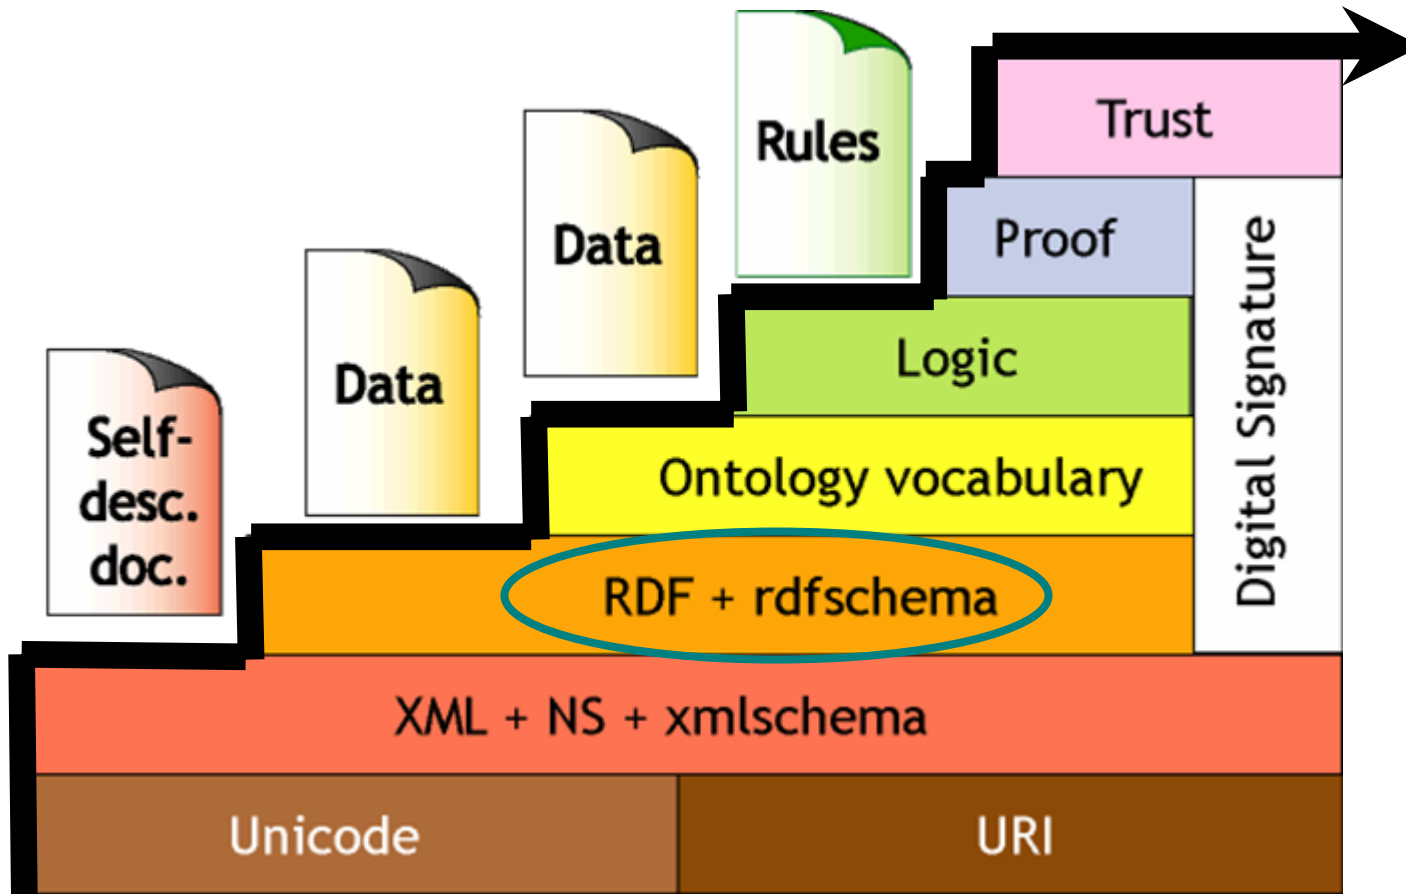 Trust
Rules
Proof
Data
Logic
Data
Digital Signature
Self-
desc.
doc.
Ontology vocabulary
RDF + rdfschema
XML + NS + xmlschema
Unicode
URI